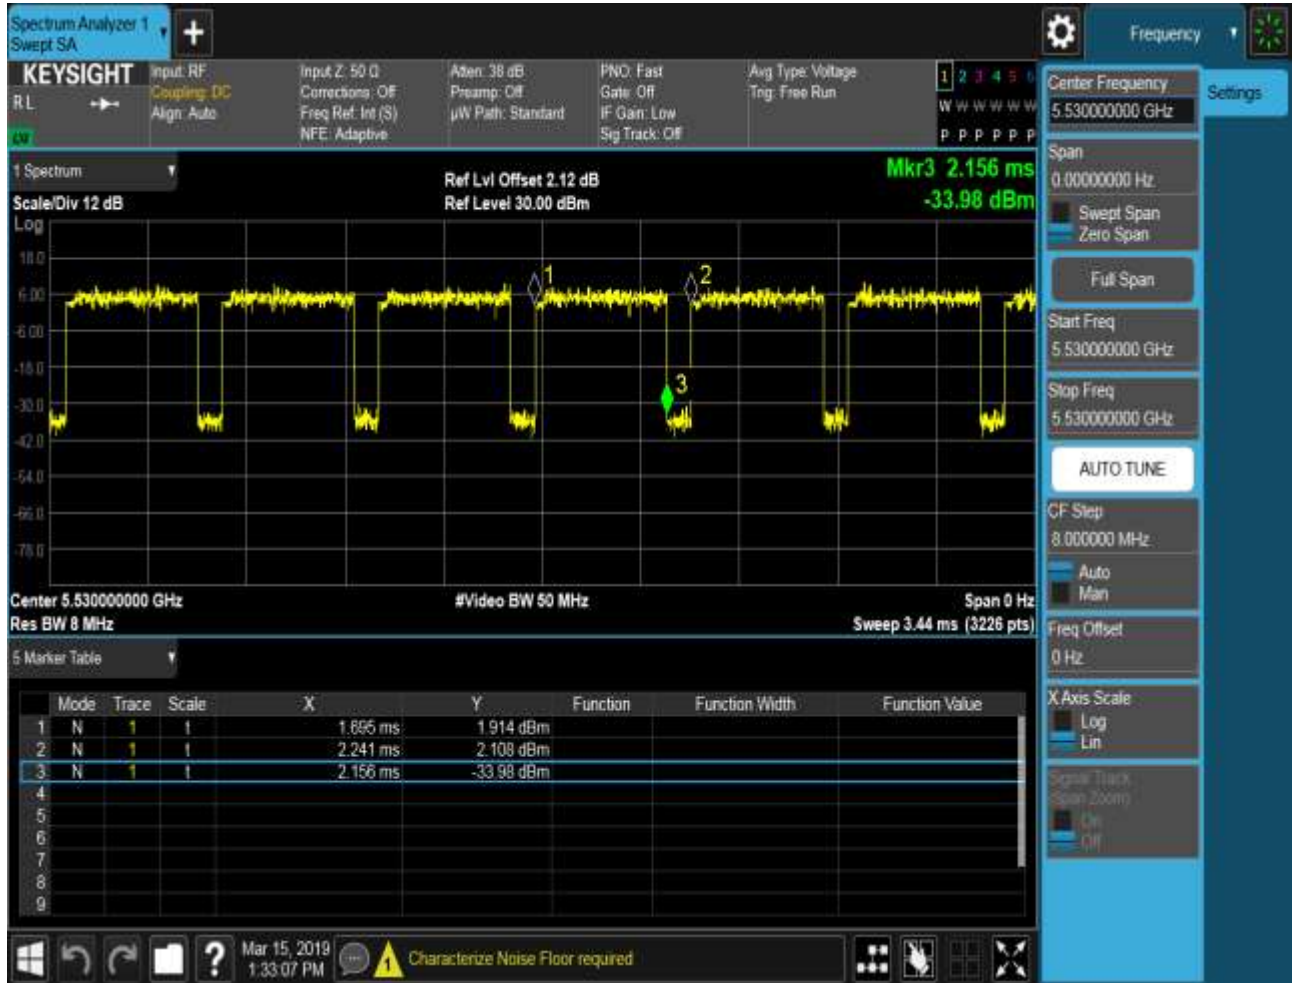 Spectrum Analyzer 1
Swept SA
Frequency
KEYSIGHT
RL
Input: RF
Coupling: DC
Align: Auto
Input Z: 50 Ω
Corrections: Off
Freq Ref: Int (S)
NFE: Adaptive
Atten: 38 dB
Preamp: Off
µW Path: Standard
PNO: Fast
Gate: Off
IF Gain: Low
Sig Track: Off
Avg Type: Voltage
Trig: Free Run
1 2 3 4 5 6
W W W W W W
P P P P P P
1 Spectrum
Scale/Div 12 dB
Ref Lvl Offset 2.12 dB
Ref Level 30.00 dBm
Mkr3 2.156 ms
-33.98 dBm
Log
18.0
6.00
-6.00
-18.0
-30.0
-42.0
-54.0
-66.0
-78.0
1
2
3
Center 5.530000000 GHz
#Video BW 50 MHz
Span 0 Hz
Res BW 8 MHz
Sweep 3.44 ms (3226 pts)
5 Marker Table
Mode Trace Scale X Y Function Function Width Function Value
1 N 1 t 1.695 ms 1.914 dBm
2 N 1 t 2.241 ms 2.108 dBm
3 N 1 t 2.156 ms -33.98 dBm
4
5
6
7
8
9
Mar 15, 2019
1:33:07 PM
?
1
Characterize Noise Floor required
Center Frequency
5.530000000 GHz
Settings
Span
0.00000000 Hz
Swept Span
Zero Span
Full Span
Start Freq
5.530000000 GHz
Stop Freq
5.530000000 GHz
AUTO TUNE
CF Step
8.000000 MHz
Auto
Man
Freq Offset
0 Hz
X Axis Scale
Log
Lin
Signal Track
(Span Zoom)
On
Off